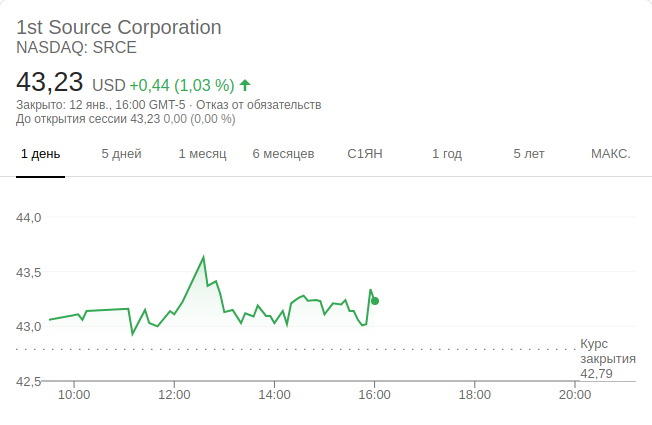 1st Source Corporation
NASDAQ: SRCE
43,23 USD +0,44 (1,03 %)
Закрыто: 12 янв., 16:00 GMT-5 · Отказ от обязательств
До открытия сессии 43,23 0,00 (0,00 %)
1 день 5 дней 1 месяц 6 месяцев С1ЯН 1 год 5 лет МАКС.
44,0
43,5
43,0
Курс
закрытия
42,79
42,5
10:00 12:00 14:00 16:00 18:00 20:00